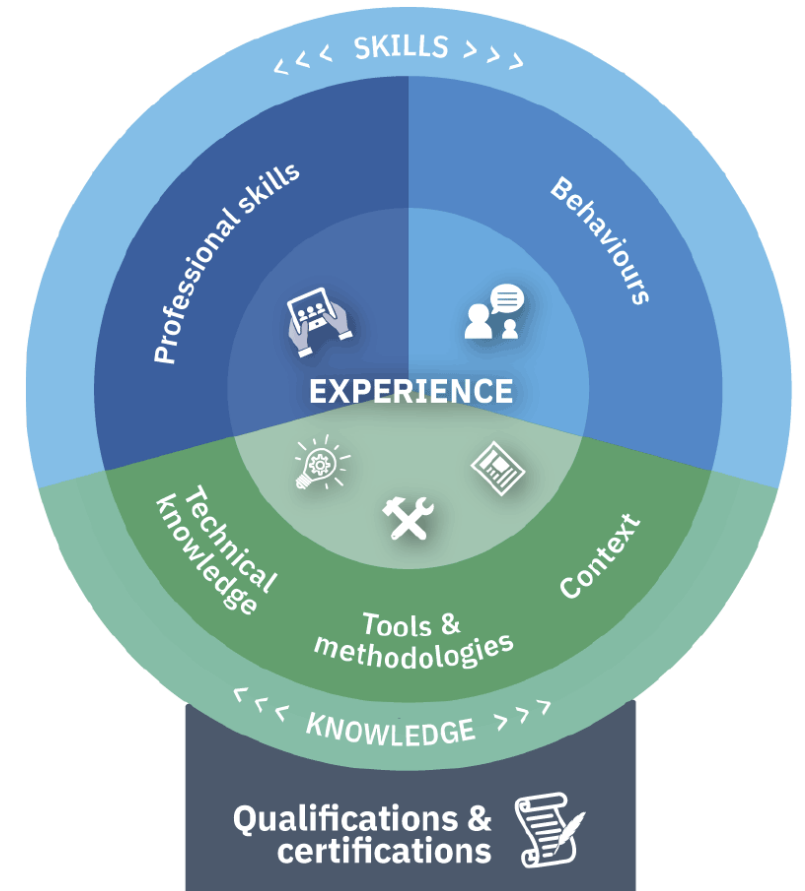 < < < SKILLS > > >
Professional skills
Behaviours
EXPERIENCE
Technical
knowledge
Tools &
methodologies
Context
< < < KNOWLEDGE > > >
Qualifications &
certifications